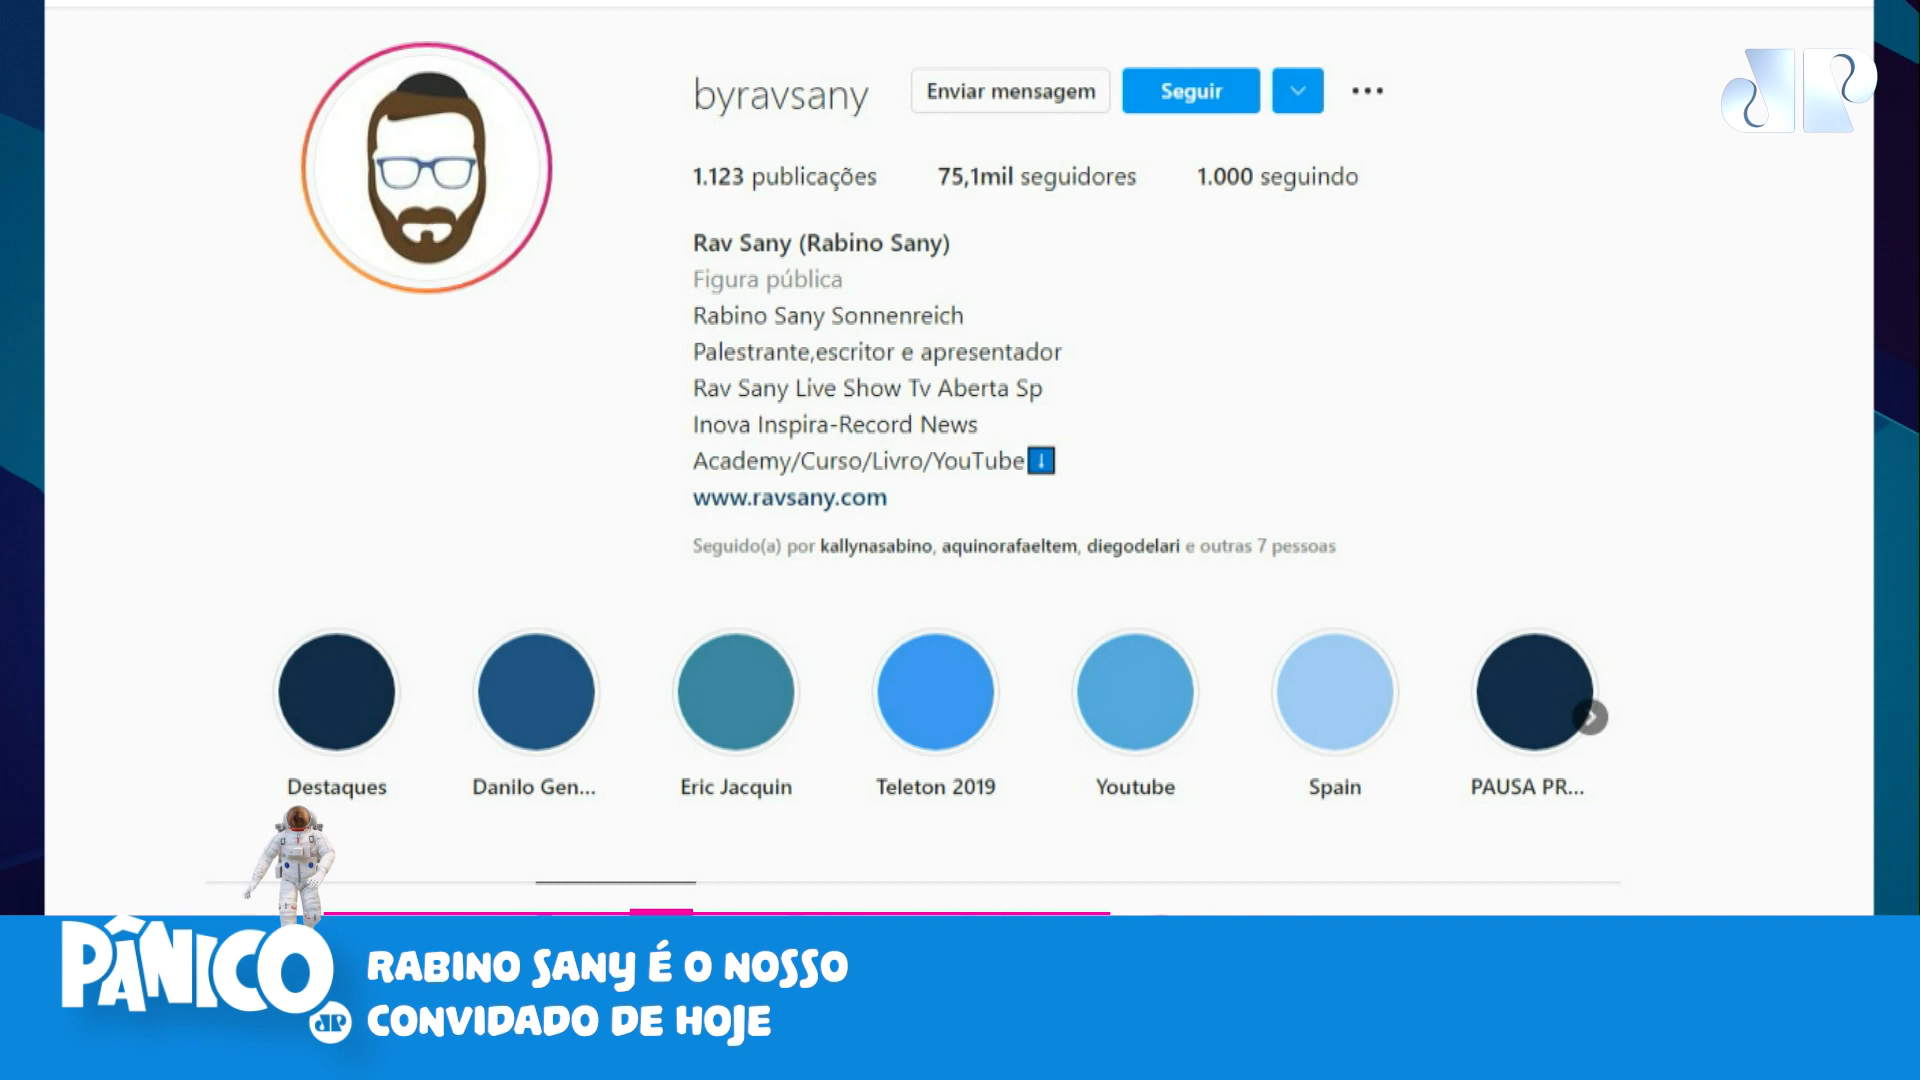 byravsany
Enviar mensagem
Seguir
1.123 publicações
75,1mil seguidores
1.000 seguindo
Rav Sany (Rabino Sany)
Figura pública
Rabino Sany Sonnenreich
Palestrante,escritor e apresentador
Rav Sany Live Show Tv Aberta Sp
Inova Inspira-Record News
Academy/Curso/Livro/YouTube⬇️
www.ravsany.com
Seguido(a) por kallynasabino, aquinorafaeltem, diegodelari e outras 7 pessoas
Destaques
Danilo Gen...
Eric Jacquin
Teleton 2019
Youtube
Spain
PAUSA PR...
JP
PÂNICO
JP
RABINO SANY É O NOSSO
CONVIDADO DE HOJE